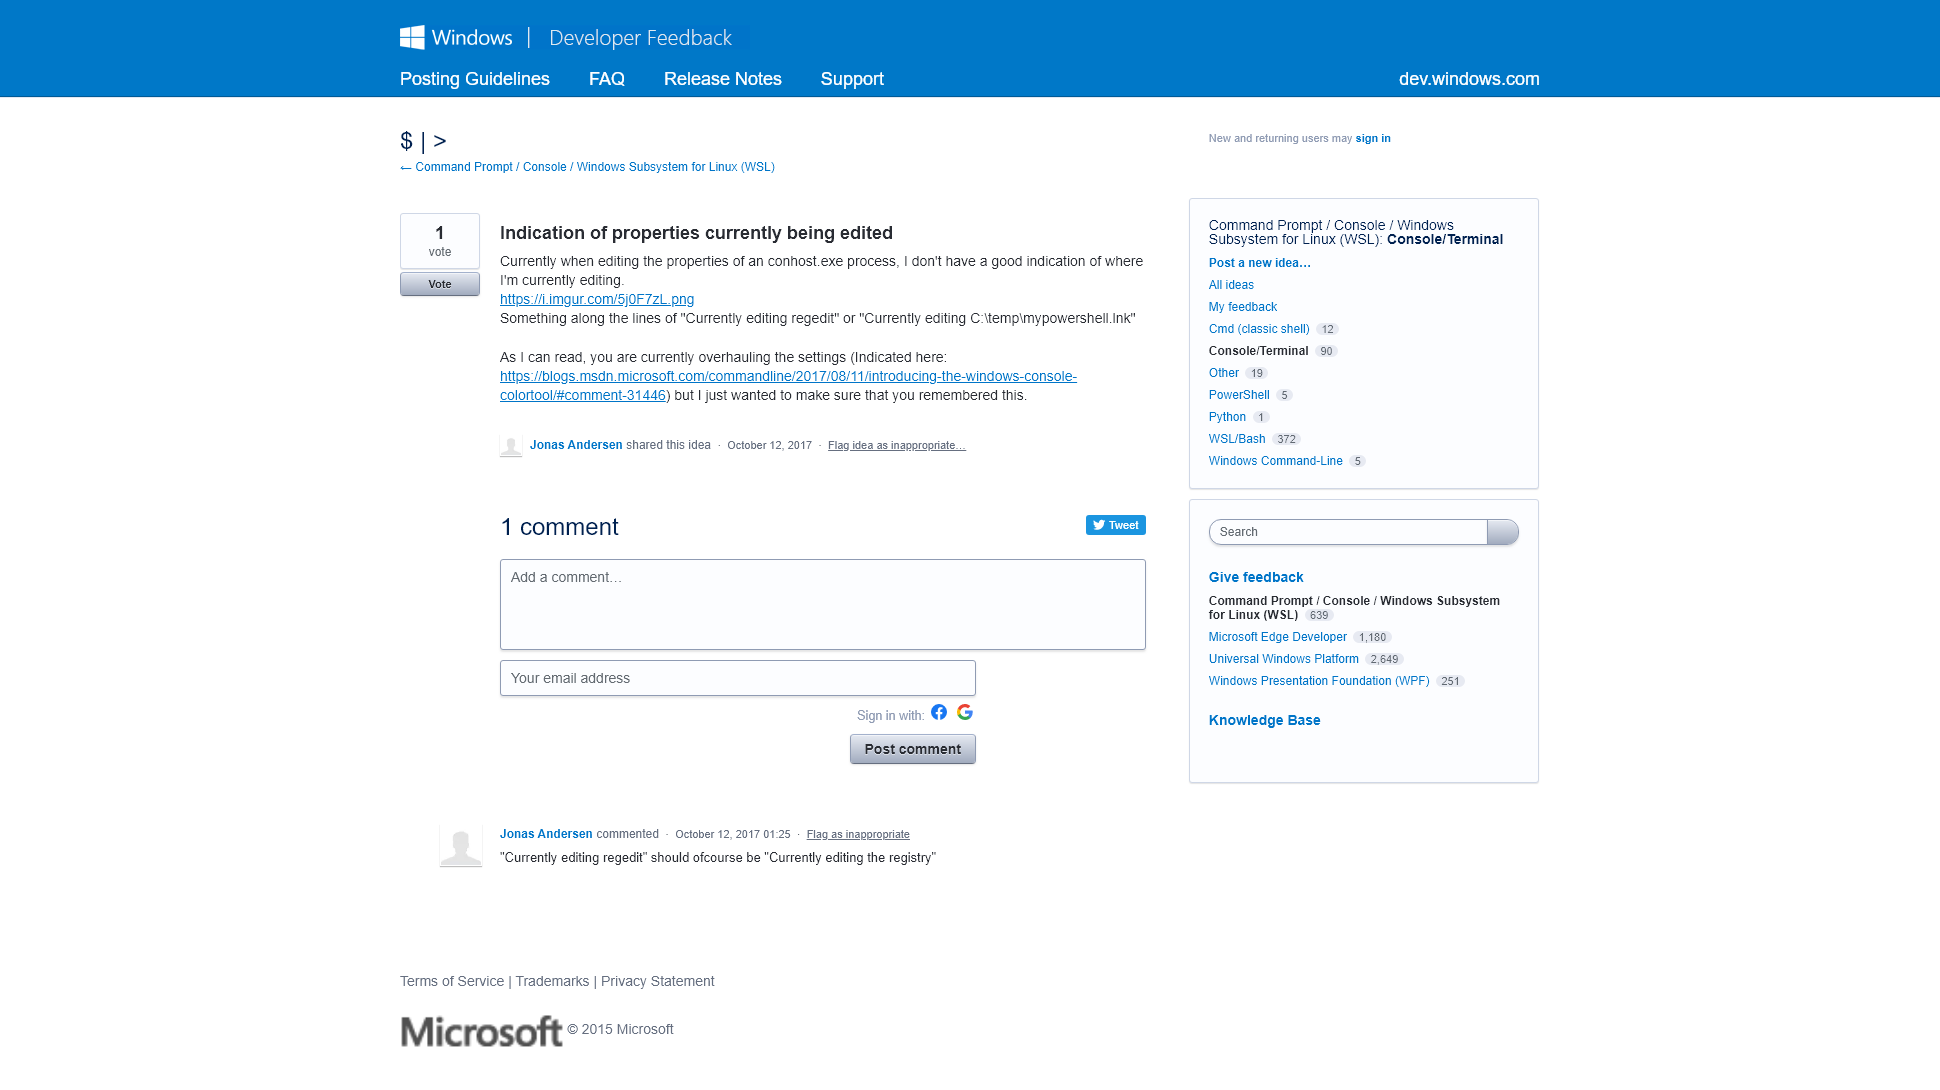 Windows | Developer Feedback
Posting Guidelines FAQ Release Notes Support dev.windows.com
$ | >
← Command Prompt / Console / Windows Subsystem for Linux (WSL)
New and returning users may sign in
1
vote
Vote
Indication of properties currently being edited
Currently when editing the properties of an conhost.exe process, I don't have a good indication of where
I'm currently editing.
https://i.imgur.com/5j0F7zL.png
Something along the lines of "Currently editing regedit" or "Currently editing C:\temp\mypowershell.lnk"
As I can read, you are currently overhauling the settings (Indicated here:
https://blogs.msdn.microsoft.com/commandline/2017/08/11/introducing-the-windows-console-
colortool/#comment-31446) but I just wanted to make sure that you remembered this.
Jonas Andersen shared this idea · October 12, 2017 · Flag idea as inappropriate…
1 comment
Tweet
Add a comment…
Your email address
Sign in with:
Post comment
Jonas Andersen commented · October 12, 2017 01:25 · Flag as inappropriate
"Currently editing regedit" should ofcourse be "Currently editing the registry"
Command Prompt / Console / Windows
Subsystem for Linux (WSL): Console/Terminal
Post a new idea…
All ideas
My feedback
Cmd (classic shell) 12
Console/Terminal 90
Other 19
PowerShell 5
Python 1
WSL/Bash 372
Windows Command-Line 5
Search
Give feedback
Command Prompt / Console / Windows Subsystem
for Linux (WSL) 639
Microsoft Edge Developer 1,180
Universal Windows Platform 2,649
Windows Presentation Foundation (WPF) 251
Knowledge Base
Terms of Service | Trademarks | Privacy Statement
Microsoft © 2015 Microsoft